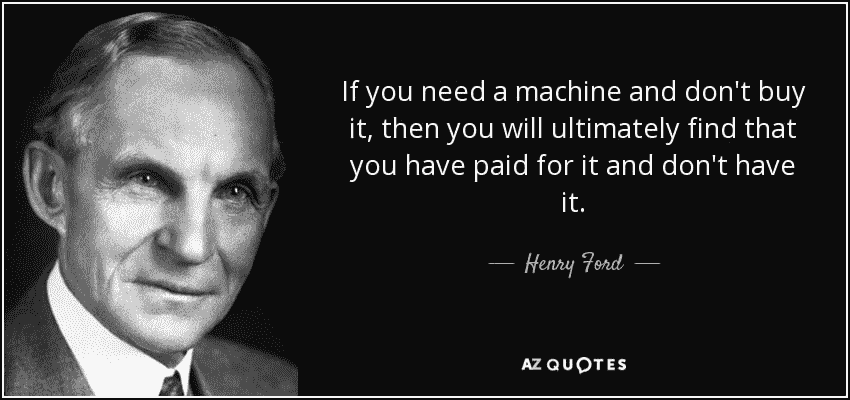 If you need a machine and don't buy
it, then you will ultimately find that
you have paid for it and don't have
it.
Henry Ford
AZ QUOTES